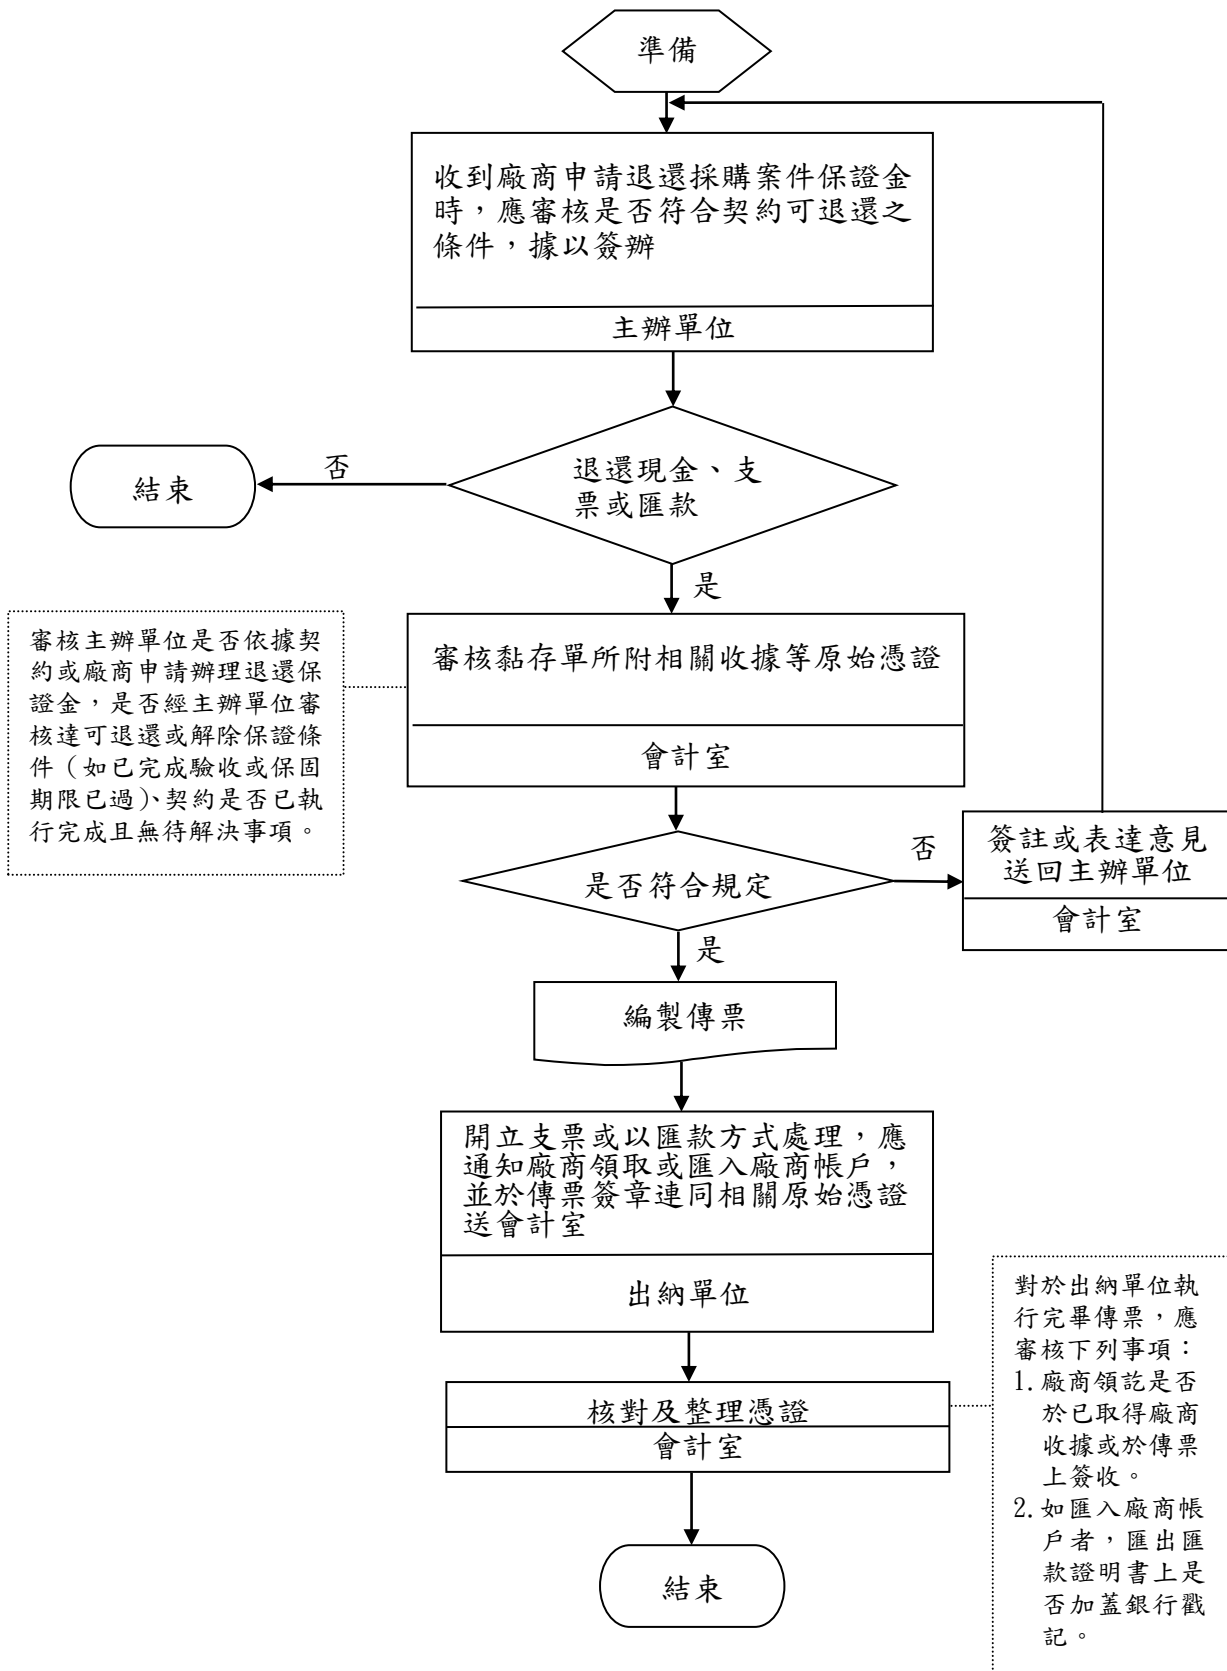 準備
收到廠商申請退還採購案件保證金
時，應審核是否符合契約可退還之
條件，據以簽辦
主辦單位
退還現金、支
票或匯款
否
結束
是
審核主辦單位是否依據契
約或廠商申請辦理退還保
證金，是否經主辦單位審
核達可退還或解除保證條
件（如已完成驗收或保固
期限已過）、契約是否已執
行完成且無待解決事項。
審核黏存單所附相關收據等原始憑證
會計室
是否符合規定
否
簽註或表達意見
送回主辦單位
會計室
是
編製傳票
開立支票或以匯款方式處理，應
通知廠商領取或匯入廠商帳戶，
並於傳票簽章連同相關原始憑證
送會計室
出納單位
對於出納單位執
行完畢傳票，應
審核下列事項：
1. 廠商領訖是否
於已取得廠商
收據或於傳票
上簽收。
2. 如匯入廠商帳
戶者，匯出匯
款證明書上是
否加蓋銀行戳
記。
核對及整理憑證
會計室
結束